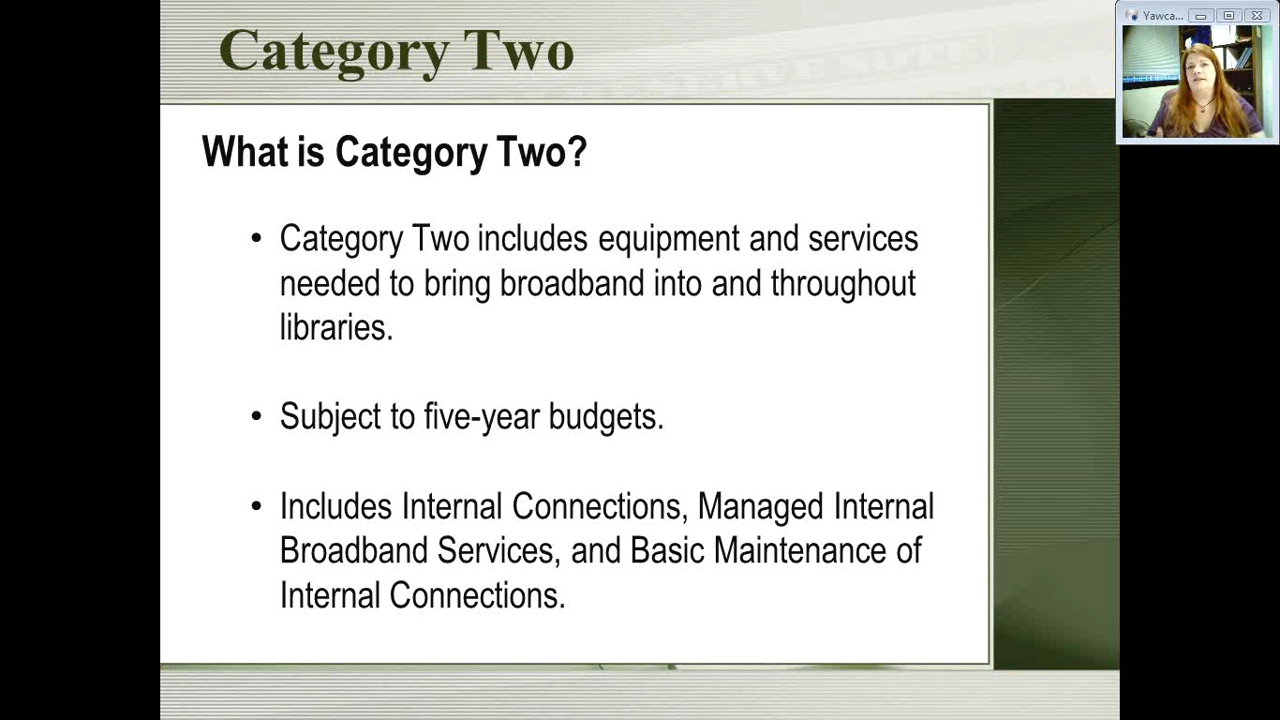 Category Two
Yawca...
What is Category Two?
• Category Two includes equipment and services
needed to bring broadband into and throughout
libraries.
• Subject to five-year budgets.
• Includes Internal Connections, Managed Internal
Broadband Services, and Basic Maintenance of
Internal Connections.